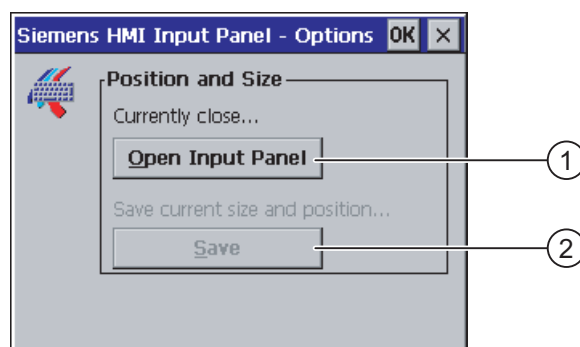 Siemens HMI Input Panel - Options OK ×
Position and Size
Currently close...
Open Input Panel
1
Save current size and position...
Save
2